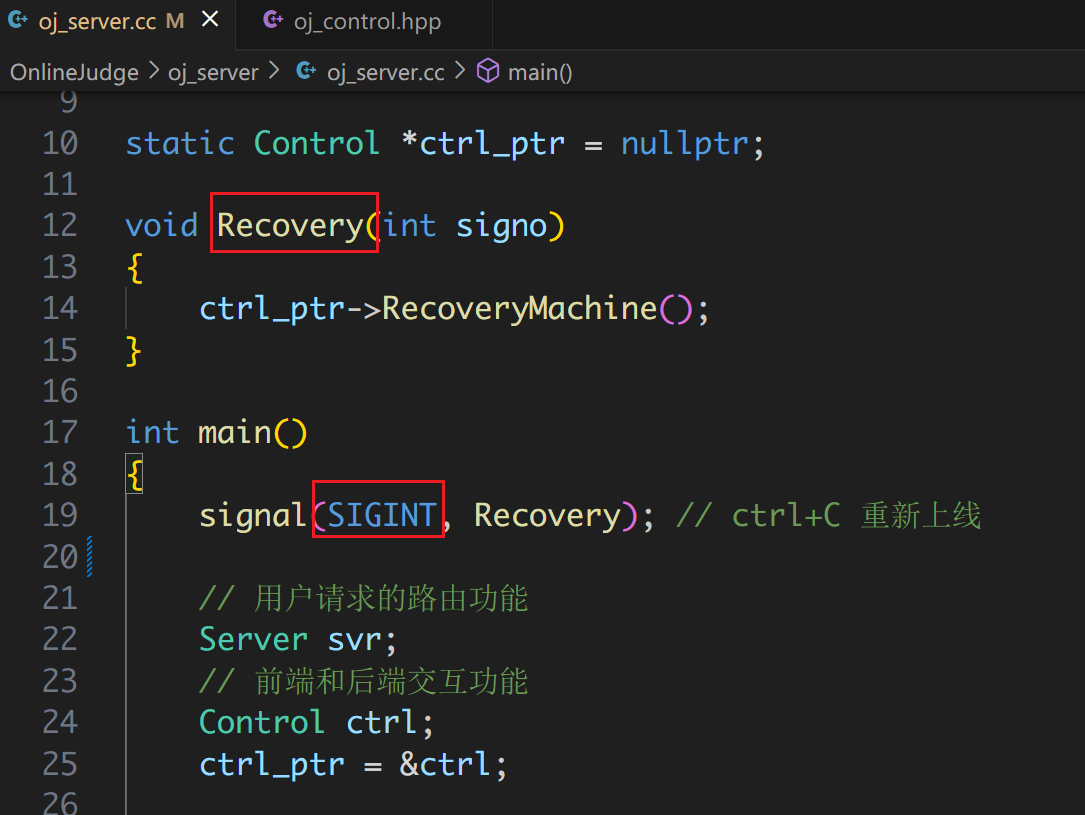 oj_server.cc M X oj_control.hpp
OnlineJudge > oj_server > oj_server.cc > main()
9
10 static Control *ctrl_ptr = nullptr;
11
12 void Recovery(int signo)
13 {
14     ctrl_ptr->RecoveryMachine();
15 }
16
17 int main()
18 {
19     signal(SIGINT, Recovery); // ctrl+C 重新上线
20
21     // 用户请求的路由功能
22     Server svr;
23     // 前端和后端交互功能
24     Control ctrl;
25     ctrl_ptr = &ctrl;
26